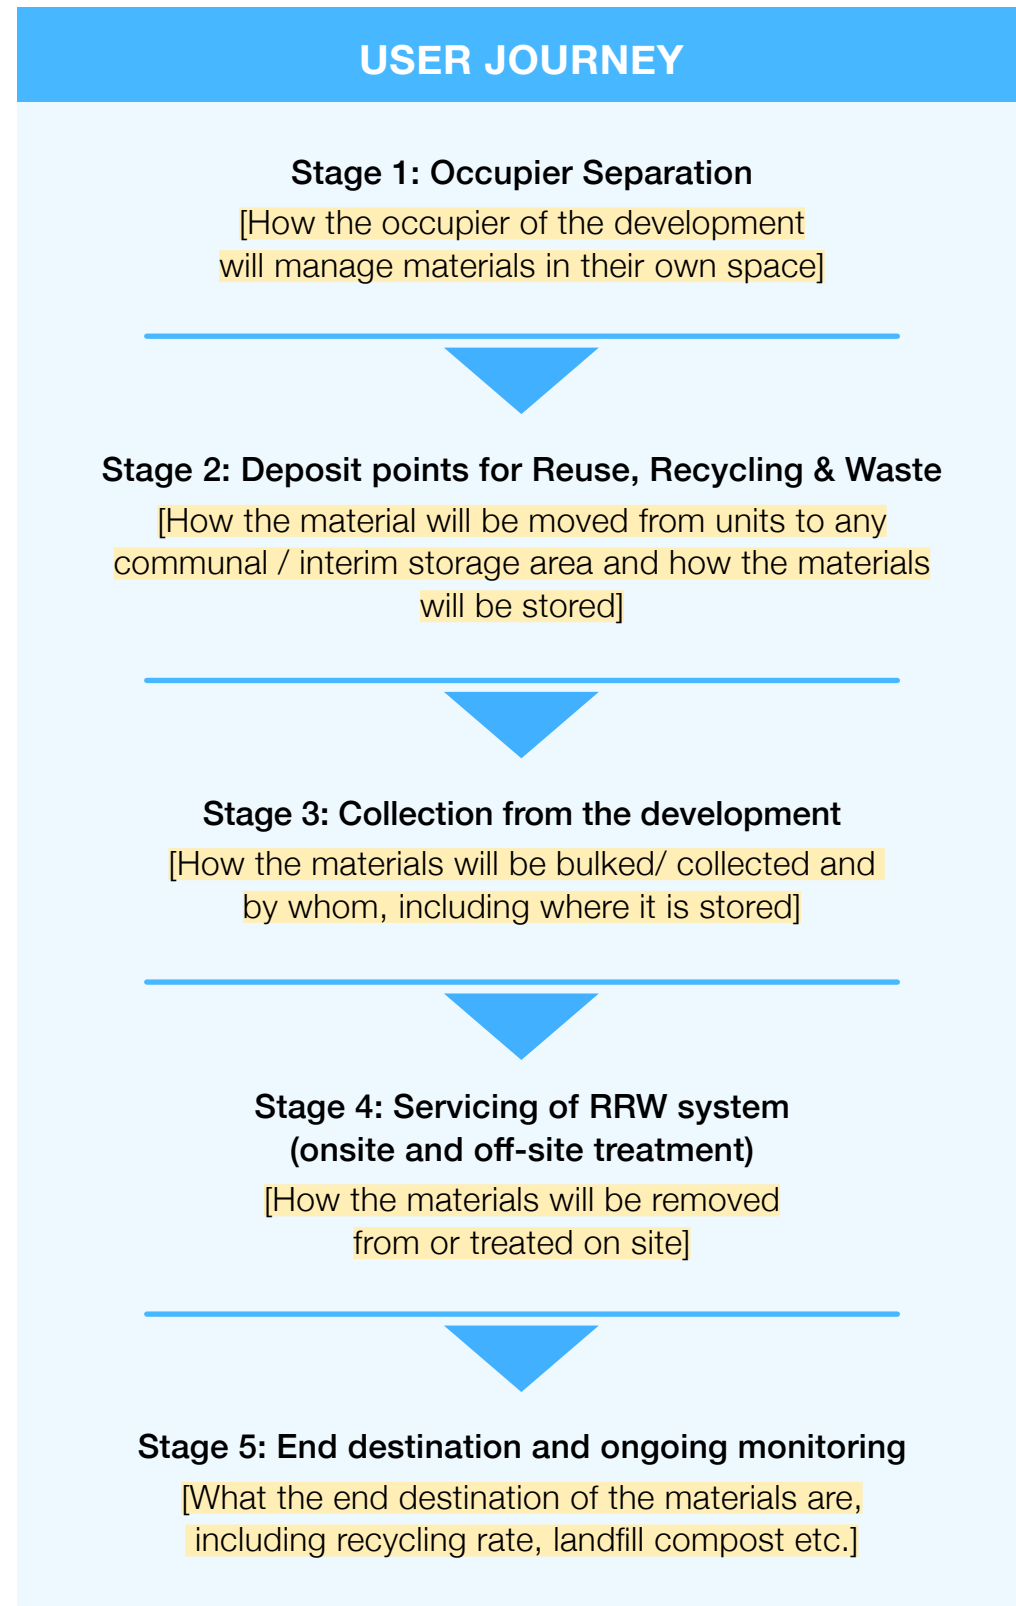 USER JOURNEY
Stage 1: Occupier Separation
[How the occupier of the development
will manage materials in their own space]
Stage 2: Deposit points for Reuse, Recycling & Waste
[How the material will be moved from units to any
communal / interim storage area and how the materials
will be stored]
Stage 3: Collection from the development
[How the materials will be bulked/ collected and
by whom, including where it is stored]
Stage 4: Servicing of RRW system
(onsite and off-site treatment)
[How the materials will be removed
from or treated on site]
Stage 5: End destination and ongoing monitoring
[What the end destination of the materials are,
including recycling rate, landfill compost etc.]